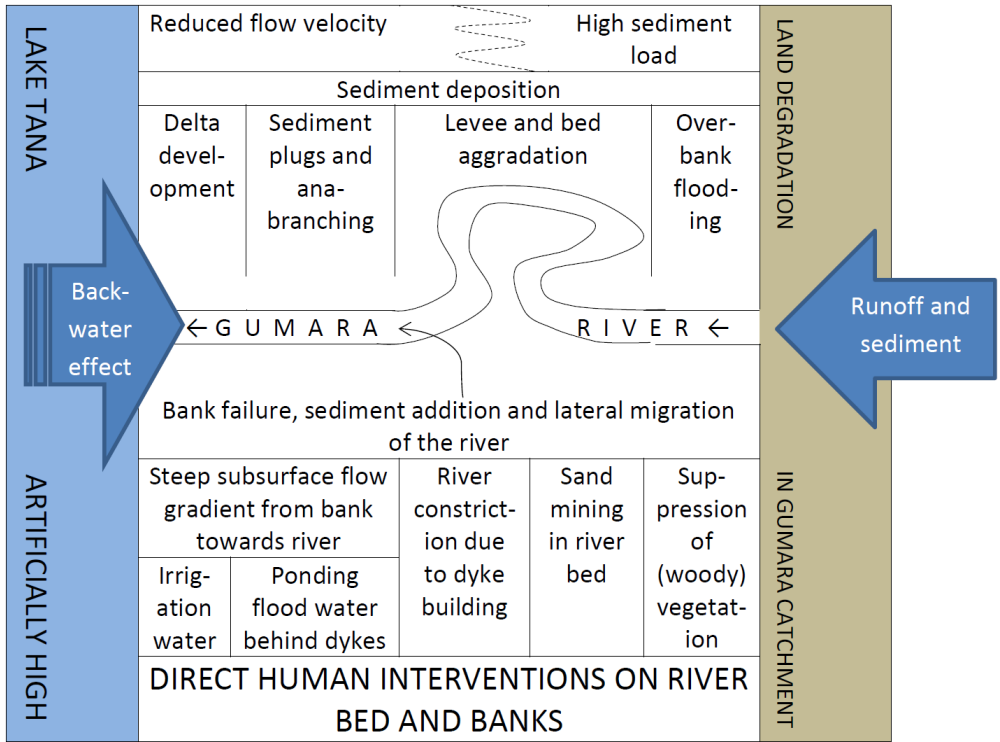 LAKE TANA
ARTIFICIALLY HIGH
Back-
water
effect
Reduced flow velocity
High sediment
load
Sediment deposition
Delta
devel-
opment
Sediment
plugs and
ana-
branching
Levee and bed
aggradation
Over-
bank
flood-
ing
←GUMARA
RIVER←
Bank failure, sediment addition and lateral migration
of the river
Steep subsurface flow
gradient from bank
towards river
Irrig-
ation
water
Ponding
flood water
behind dykes
River
constrict-
ion due
to dyke
building
Sand
mining
in river
bed
Sup-
pression
of
(woody)
vegetat-
ion
DIRECT HUMAN INTERVENTIONS ON RIVER
BED AND BANKS
LAND DEGRADATION
IN GUMARA CATCHMENT
Runoff and
sediment